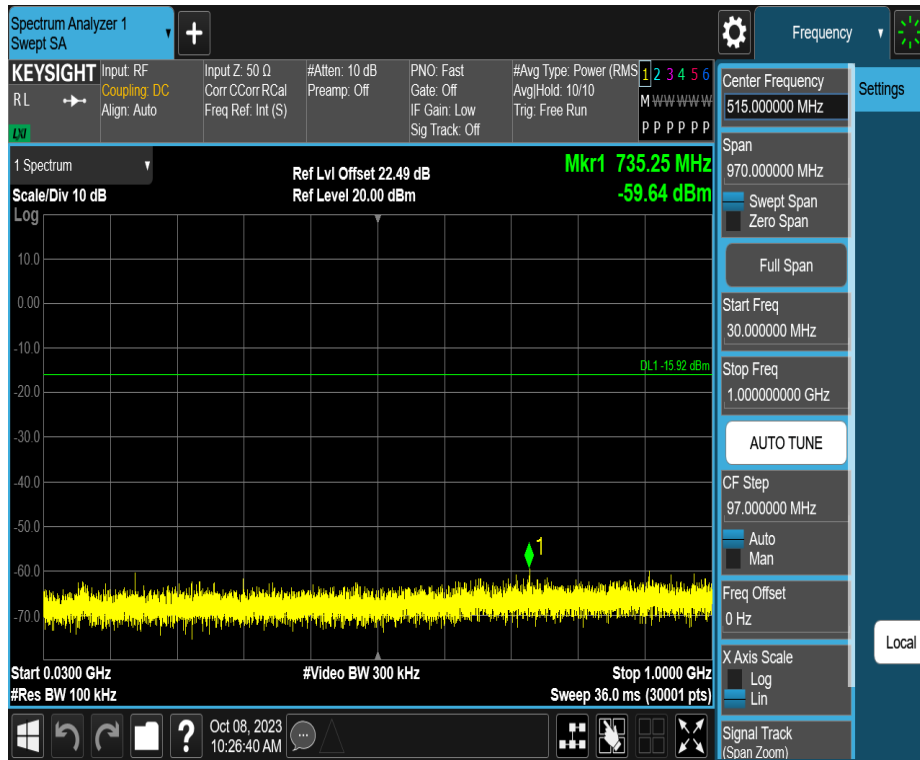 Spectrum Analyzer 1
Swept SA
Frequency
KEYSIGHT
RL
LXI
Input: RF
Coupling: DC
Align: Auto
Input Z: 50 Ω
Corr CCorr RCal
Freq Ref: Int (S)
#Atten: 10 dB
Preamp: Off
PNO: Fast
Gate: Off
IF Gain: Low
Sig Track: Off
#Avg Type: Power (RMS
Avg|Hold: 10/10
Trig: Free Run
1 2 3 4 5 6
M W W W W W
P P P P P P
1 Spectrum
Scale/Div 10 dB
Log
Ref Lvl Offset 22.49 dB
Ref Level 20.00 dBm
Mkr1 735.25 MHz
-59.64 dBm
10.0
0.00
-10.0
DL1 -15.92 dBm
-20.0
-30.0
-40.0
-50.0
1
-60.0
-70.0
Start 0.0300 GHz
#Res BW 100 kHz
#Video BW 300 kHz
Stop 1.0000 GHz
Sweep 36.0 ms (30001 pts)
?
Oct 08, 2023
10:26:40 AM
Center Frequency
515.000000 MHz
Span
970.000000 MHz
Swept Span
Zero Span
Full Span
Start Freq
30.000000 MHz
Stop Freq
1.000000000 GHz
AUTO TUNE
CF Step
97.000000 MHz
Auto
Man
Freq Offset
0 Hz
X Axis Scale
Log
Lin
Signal Track
(Span Zoom)
Settings
Local